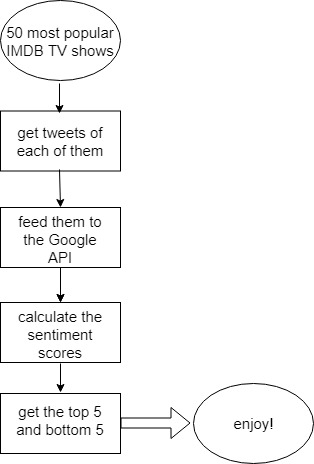 50 most popular
IMDB TV shows
get tweets of
each of them
feed them to
the Google
API
calculate the
sentiment
scores
get the top 5
and bottom 5
enjoy!